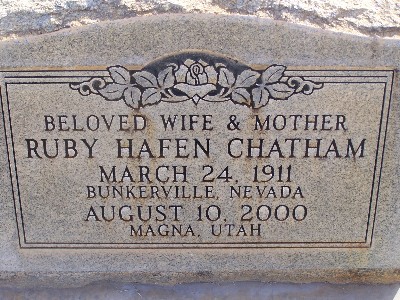 BELOVED WIFE & MOTHER
RUBY HAFEN CHATHAM
MARCH 24, 1911
BUNKERVILLE, NEVADA
AUGUST 10, 2000
MAGNA, UTAH